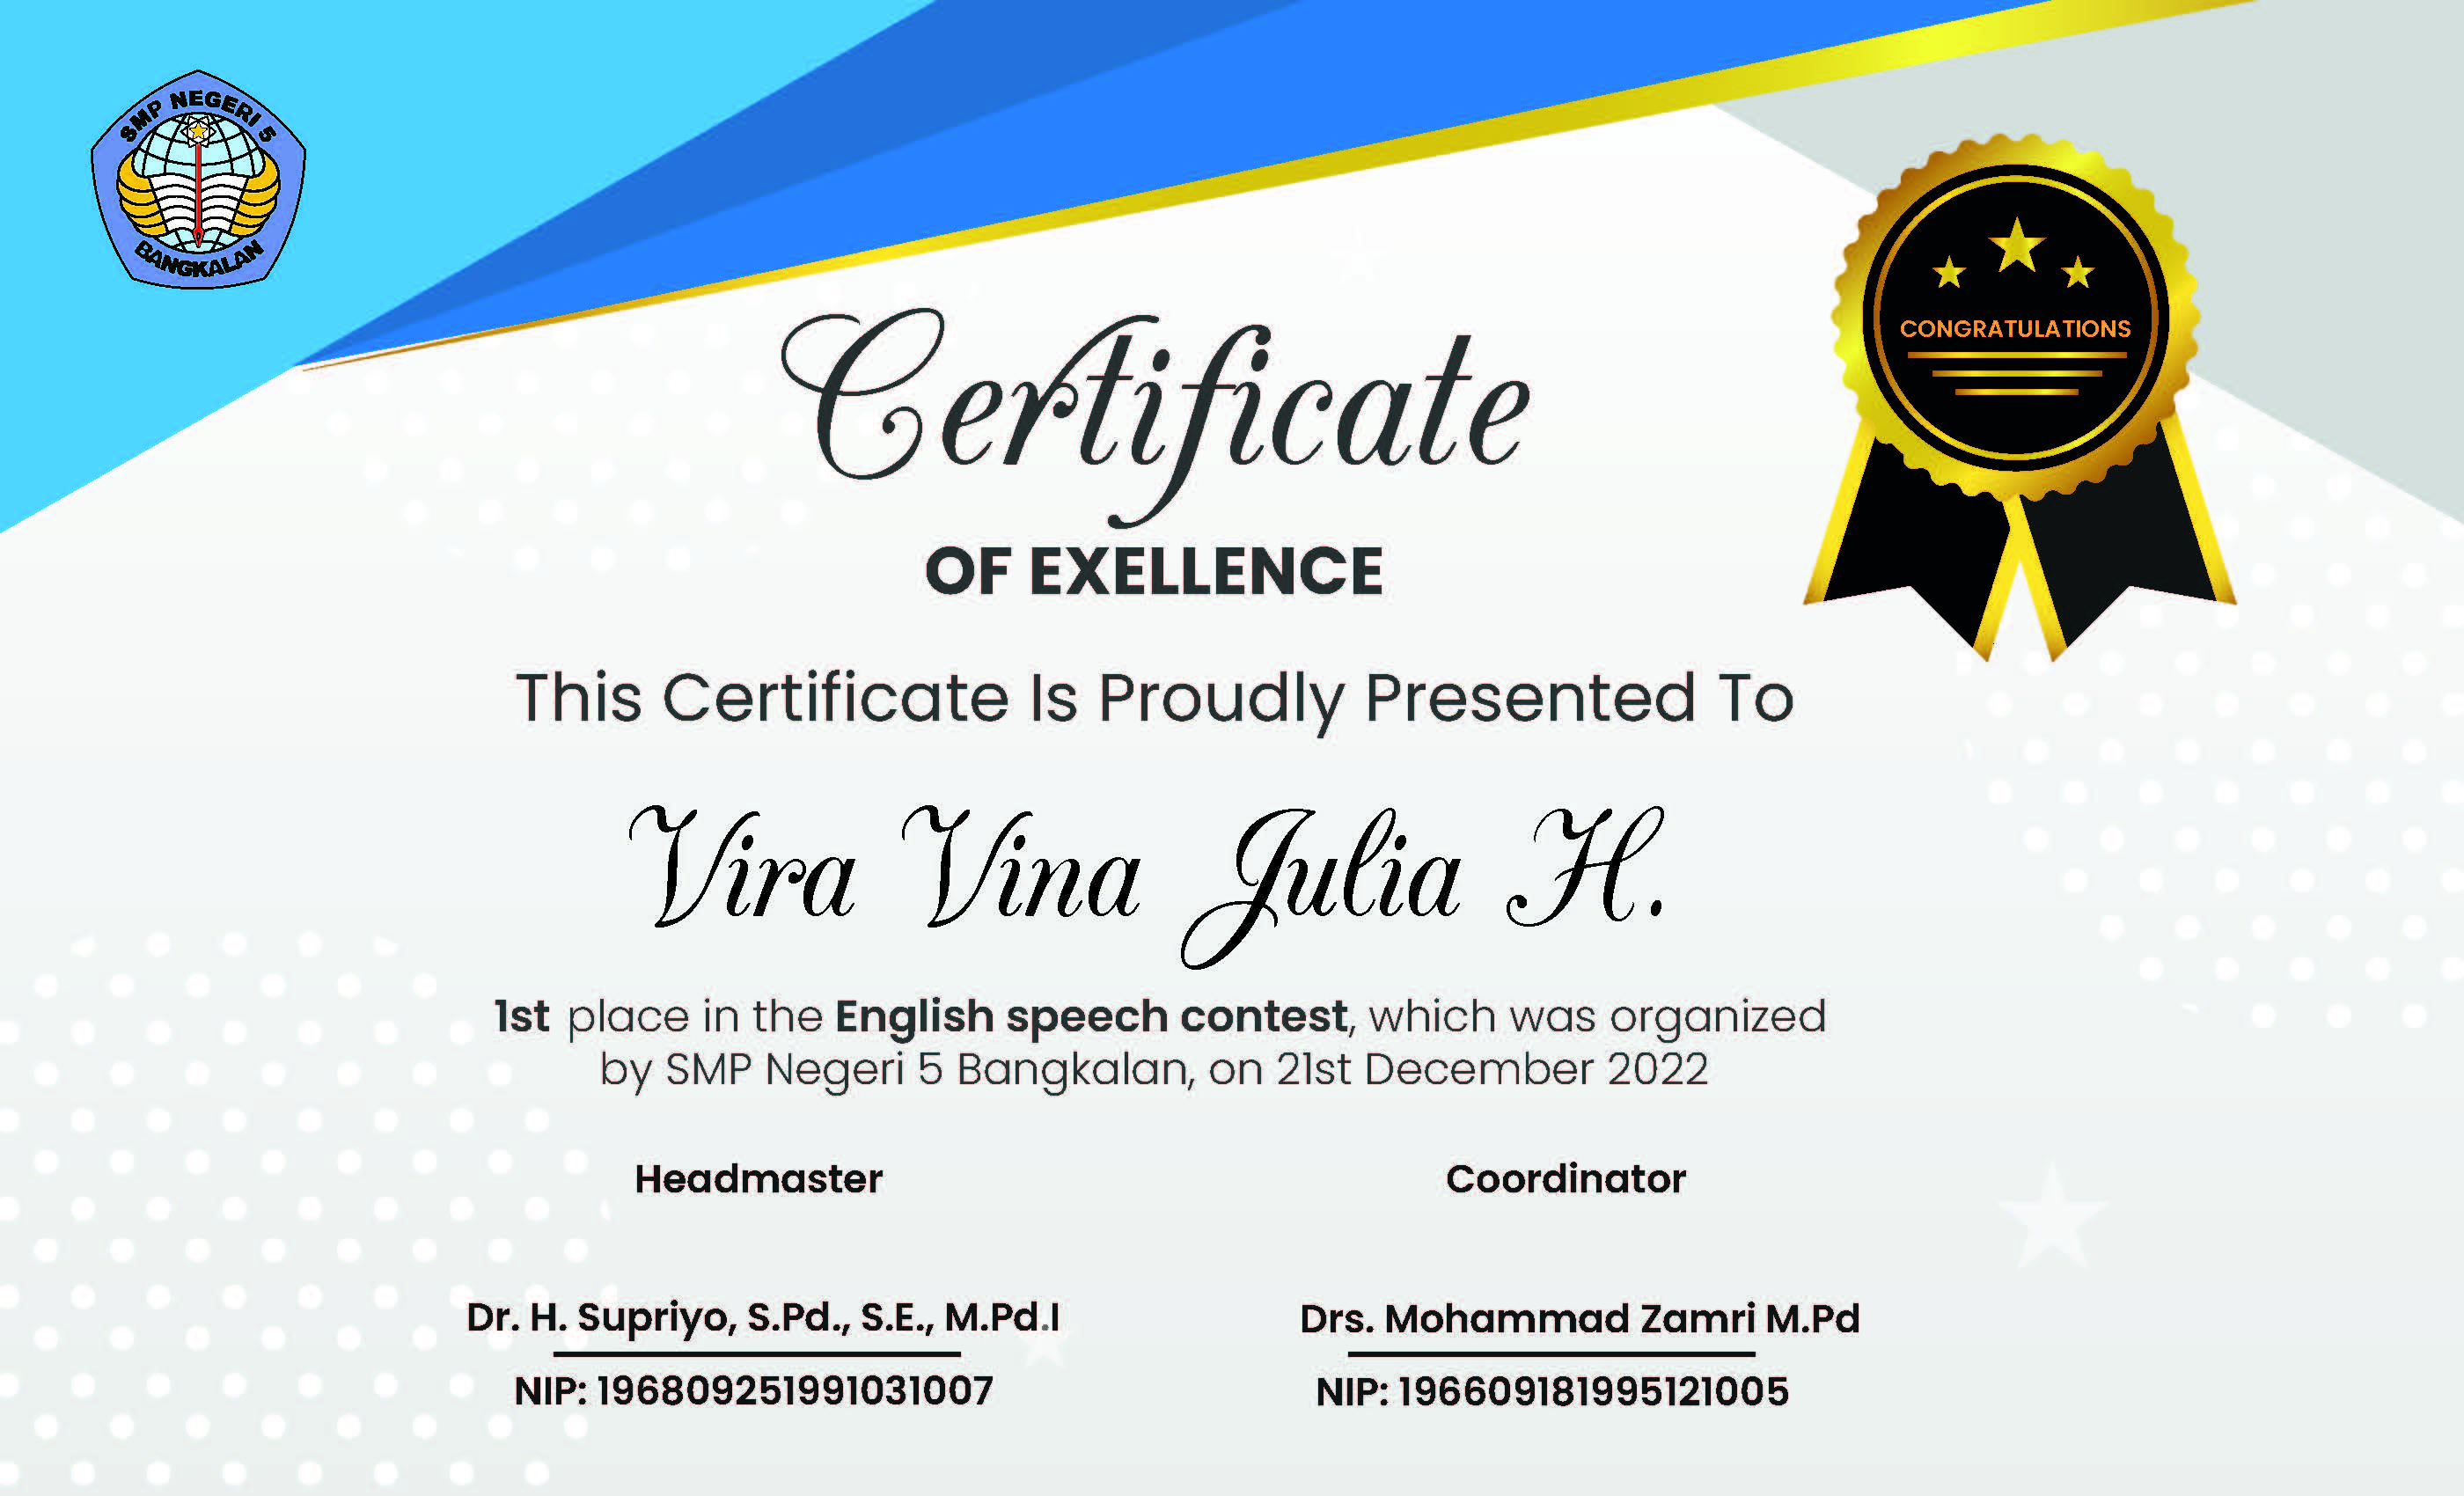 SMP NEGERI 5
BANGKALAN
CONGRATULATIONS
Certificate
OF EXELLENCE
This Certificate Is Proudly Presented To
Vira Vina Julia H.
1st place in the English speech contest, which was organized
by SMP Negeri 5 Bangkalan, on 21st December 2022
Headmaster
Coordinator
Dr. H. Supriyo, S.Pd., S.E., M.Pd.I
Drs. Mohammad Zamri M.Pd
NIP: 196809251991031007
NIP: 196609181995121005